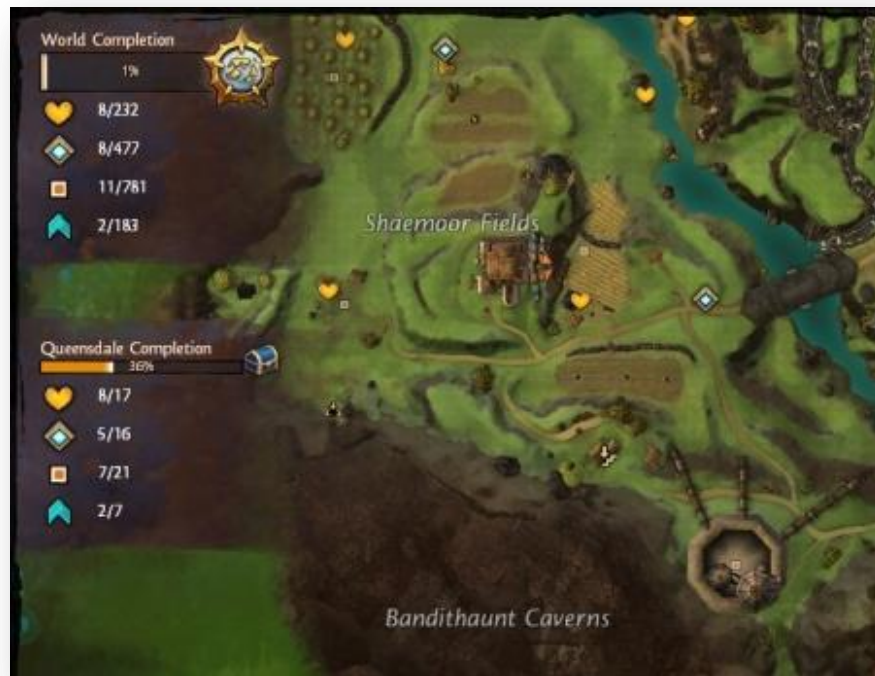 World Completion
1%
8/232
8/477
11/781
2/183
Shaemoor Fields
Queensdale Completion
36%
8/17
5/16
7/21
2/7
Bandithaunt Caverns